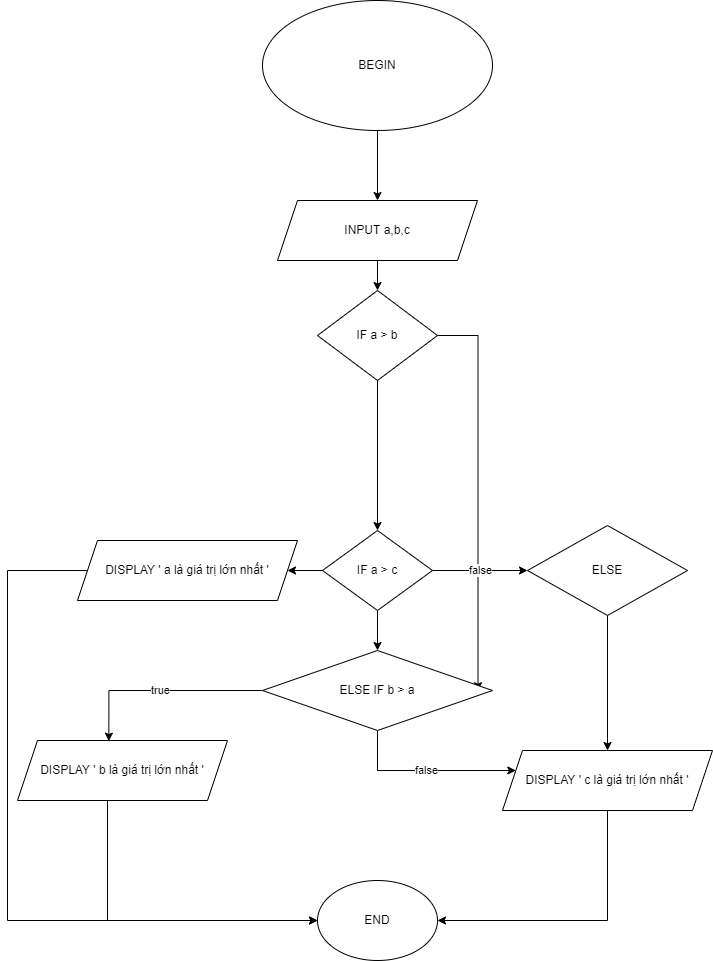 BEGIN
INPUT a,b,c
IF a > b
DISPLAY ' a là giá trị lớn nhất '
IF a > c
false
ELSE
ELSE IF b > a
true
DISPLAY ' b là giá trị lớn nhất '
false
DISPLAY ' c là giá trị lớn nhất '
END